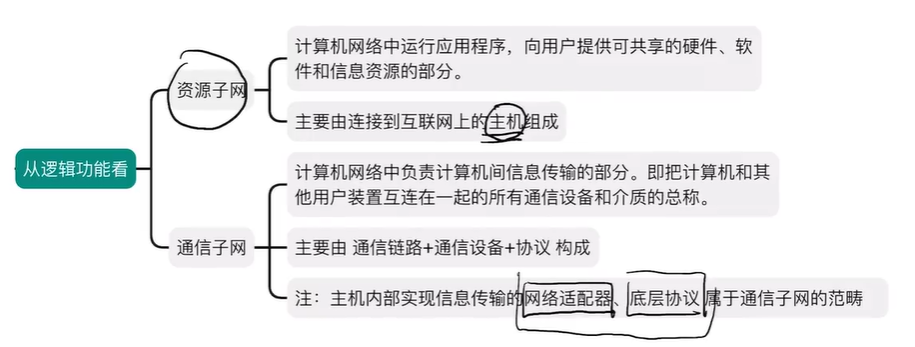 从逻辑功能看
资源子网
计算机网络中运行应用程序，向用户提供可共享的硬件、软
件和信息资源的部分。
主要由连接到互联网上的主机组成
通信子网
计算机网络中负责计算机间信息传输的部分。即把计算机和其
他用户装置互连在一起的所有通信设备和介质的总称。
主要由 通信链路+通信设备+协议 构成
注：主机内部实现信息传输的网络适配器、底层协议 属于通信子网的范畴